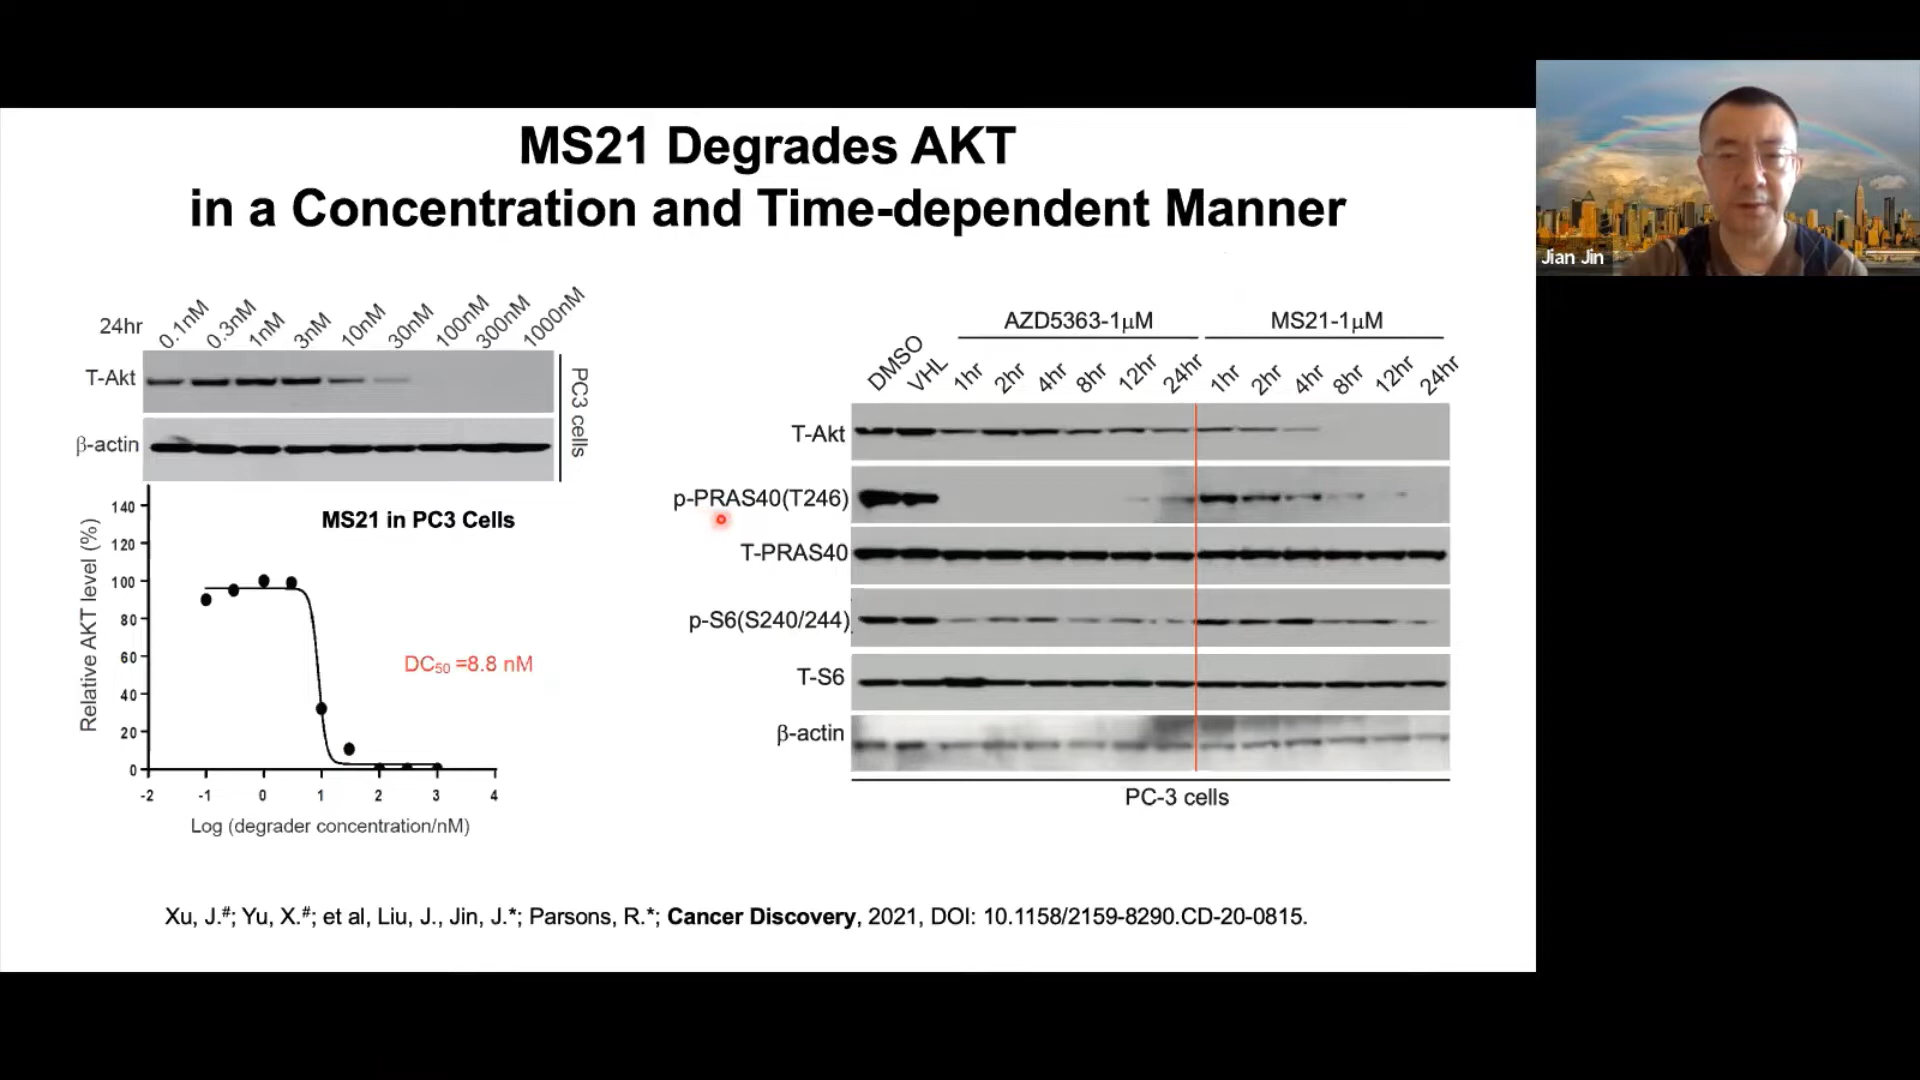 MS21 Degrades AKT
in a Concentration and Time-dependent Manner
Jian Jin
24hr 0.1nM 0.3nM 1nM 3nM 10nM 30nM 100nM 300nM 1000nM
T-Akt
β-actin
PC3 cells
MS21 in PC3 Cells
Relative AKT level (%)
140
120
100
80
60
40
20
0
DC₅₀ =8.8 nM
-2 -1 0 1 2 3 4
Log (degrader concentration/nM)
AZD5363-1μM MS21-1μM
DMSO VHL 1hr 2hr 4hr 8hr 12hr 24hr 1hr 2hr 4hr 8hr 12hr 24hr
T-Akt
p-PRAS40(T246)
T-PRAS40
p-S6(S240/244)
T-S6
β-actin
PC-3 cells
Xu, J.#; Yu, X.#; et al, Liu, J., Jin, J.*; Parsons, R.*; Cancer Discovery, 2021, DOI: 10.1158/2159-8290.CD-20-0815.